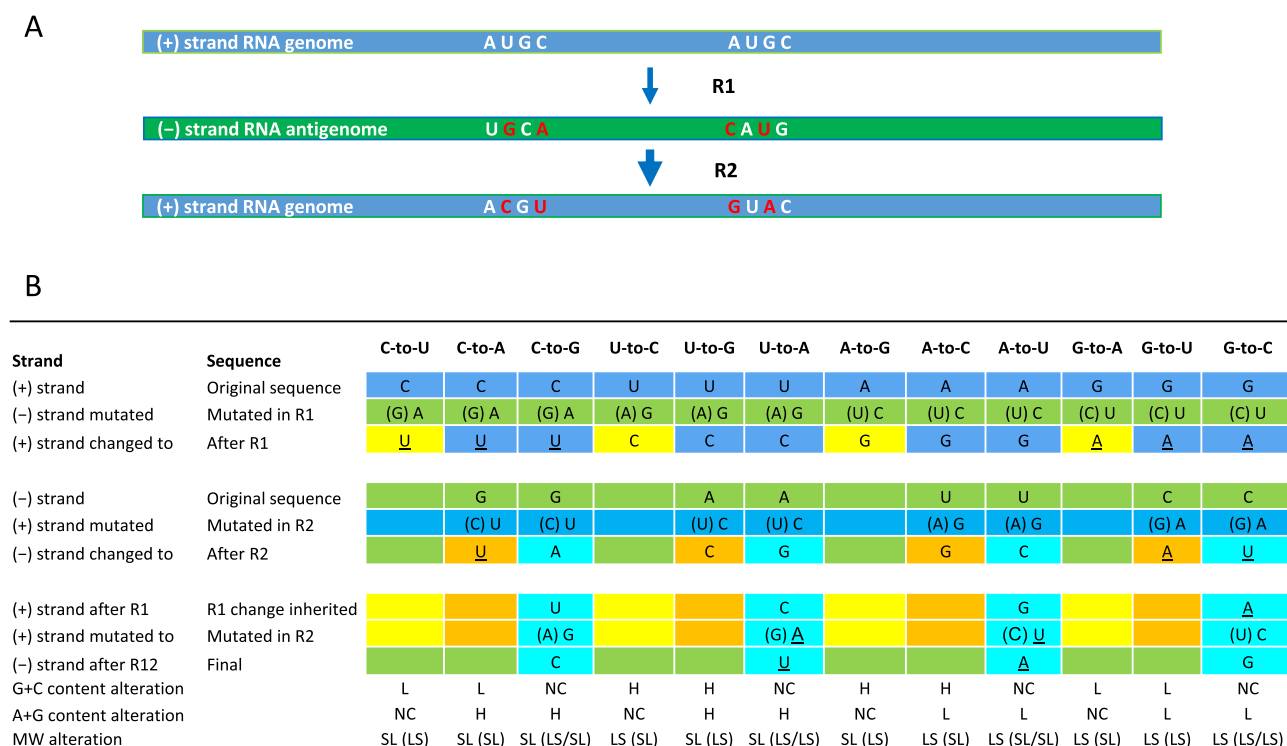 A
(+) strand RNA genome A U G C A U G C
R1
(−) strand RNA antigenome U G C A C A U G
R2
(+) strand RNA genome A C G U G U A C
B
C-to-U C-to-A C-to-G U-to-C U-to-G U-to-A A-to-G A-to-C A-to-U G-to-A G-to-U G-to-C
Strand Sequence
(+) strand Original sequence C C C U U U A A A G G G
(−) strand mutated Mutated in R1 (G) A (G) A (G) A (A) G (A) G (A) G (U) C (U) C (U) C (C) U (C) U (C) U
(+) strand changed to After R1 U U U C C C G G G A A A
(−) strand Original sequence G G A A U U C C
(+) strand mutated Mutated in R2 (C) U (C) U (U) C (U) C (A) G (A) G (G) A (G) A
(−) strand changed to After R2 U A C G G C A U
(+) strand after R1 R1 change inherited U C G A
(+) strand mutated to Mutated in R2 (A) G (G) A (C) U (U) C
(−) strand after R12 Final C U A G
G+C content alteration L L NC H H NC H H NC L L NC
A+G content alteration NC H H NC H H NC L L NC L L
MW alteration SL (LS) SL (SL) SL (LS/SL) LS (SL) SL (LS) SL (LS/LS) SL (LS) LS (SL) LS (SL/SL) LS (SL) LS (LS) LS (LS/LS)